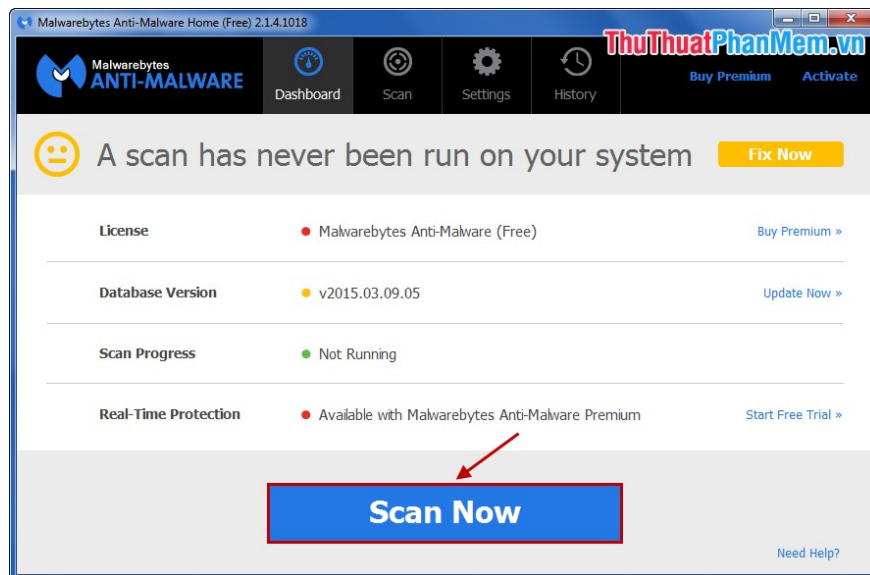 Malwarebytes Anti-Malware Home (Free) 2.1.4.1018
ThuThuatPhanMem.vn
Malwarebytes
ANTI-MALWARE
Dashboard
Scan
Settings
History
Buy Premium
Activate
A scan has never been run on your system
Fix Now
License
Malwarebytes Anti-Malware (Free)
Buy Premium »
Database Version
v2015.03.09.05
Update Now »
Scan Progress
Not Running
Real-Time Protection
Available with Malwarebytes Anti-Malware Premium
Start Free Trial »
Scan Now
Need Help?